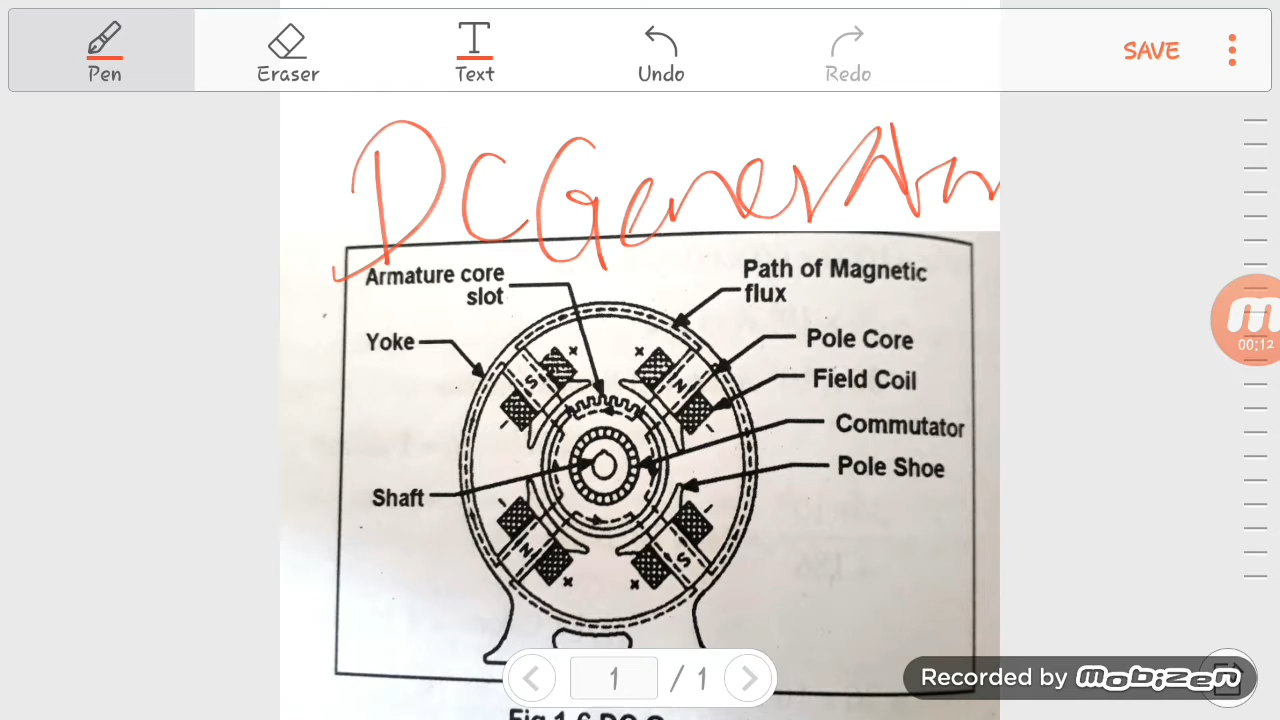 Pen
Eraser
Text
Undo
Redo
SAVE
DC Generator
Armature core
slot
Path of Magnetic
flux
Yoke
Pole Core
S
N
Field Coil
Commutator
Pole Shoe
Shaft
N
S
00:12
1 / 1
Recorded by mobizen